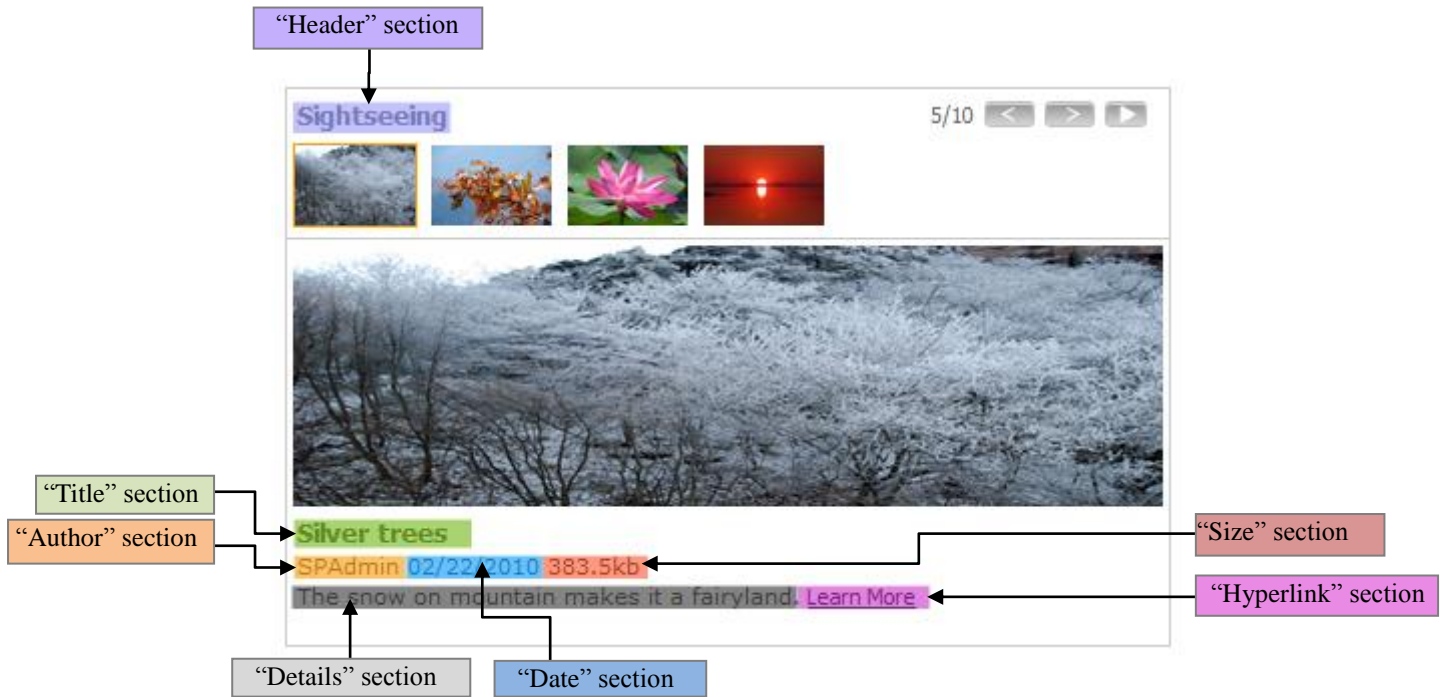 “Header” section
Sightseeing
5/10 < >
“Title” section
Silver trees
“Author” section
“Size” section
SPAdmin 02/22/2010 383.5kb
The snow on mountain makes it a fairyland. Learn More
“Hyperlink” section
“Details” section
“Date” section